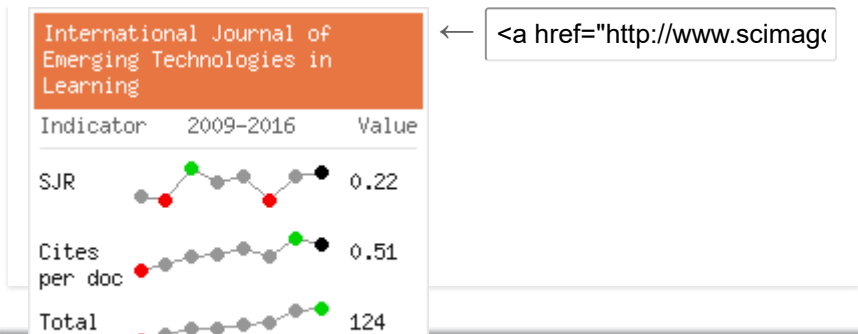 International Journal of
Emerging Technologies in
Learning
← <a href="http://www.scimag
Indicator 2009-2016 Value
SJR 0.22
Cites
per doc 0.51
Total 124